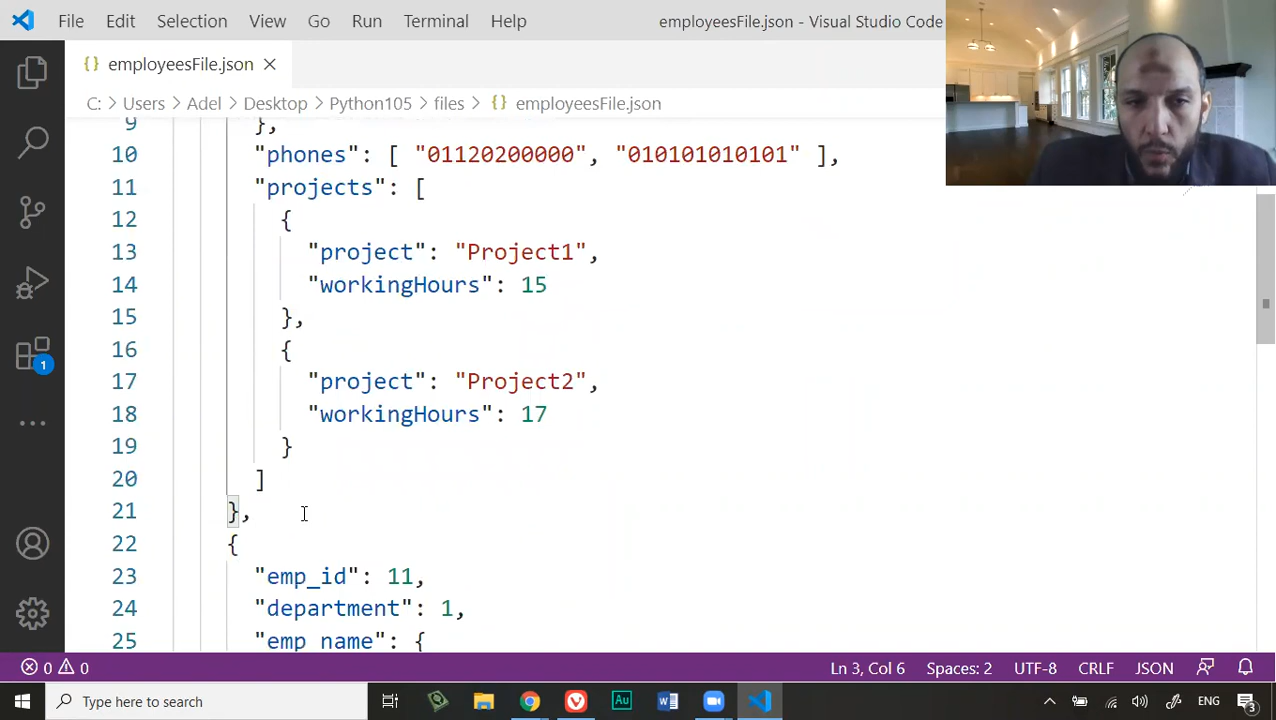 File Edit Selection View Go Run Terminal Help employeesFile.json - Visual Studio Code
{} employeesFile.json ×
C: > Users > Adel > Desktop > Python105 > files > {} employeesFile.json
9 },
10 "phones": [ "01120200000", "010101010101" ],
11 "projects": [
12 {
13 "project": "Project1",
14 "workingHours": 15
15 },
16 {
17 "project": "Project2",
18 "workingHours": 17
19 }
20 ]
21 },
22 {
23 "emp_id": 11,
24 "department": 1,
25 "emp_name": {
1
0 0 Ln 3, Col 6 Spaces: 2 UTF-8 CRLF JSON
Type here to search Au W ENG 3